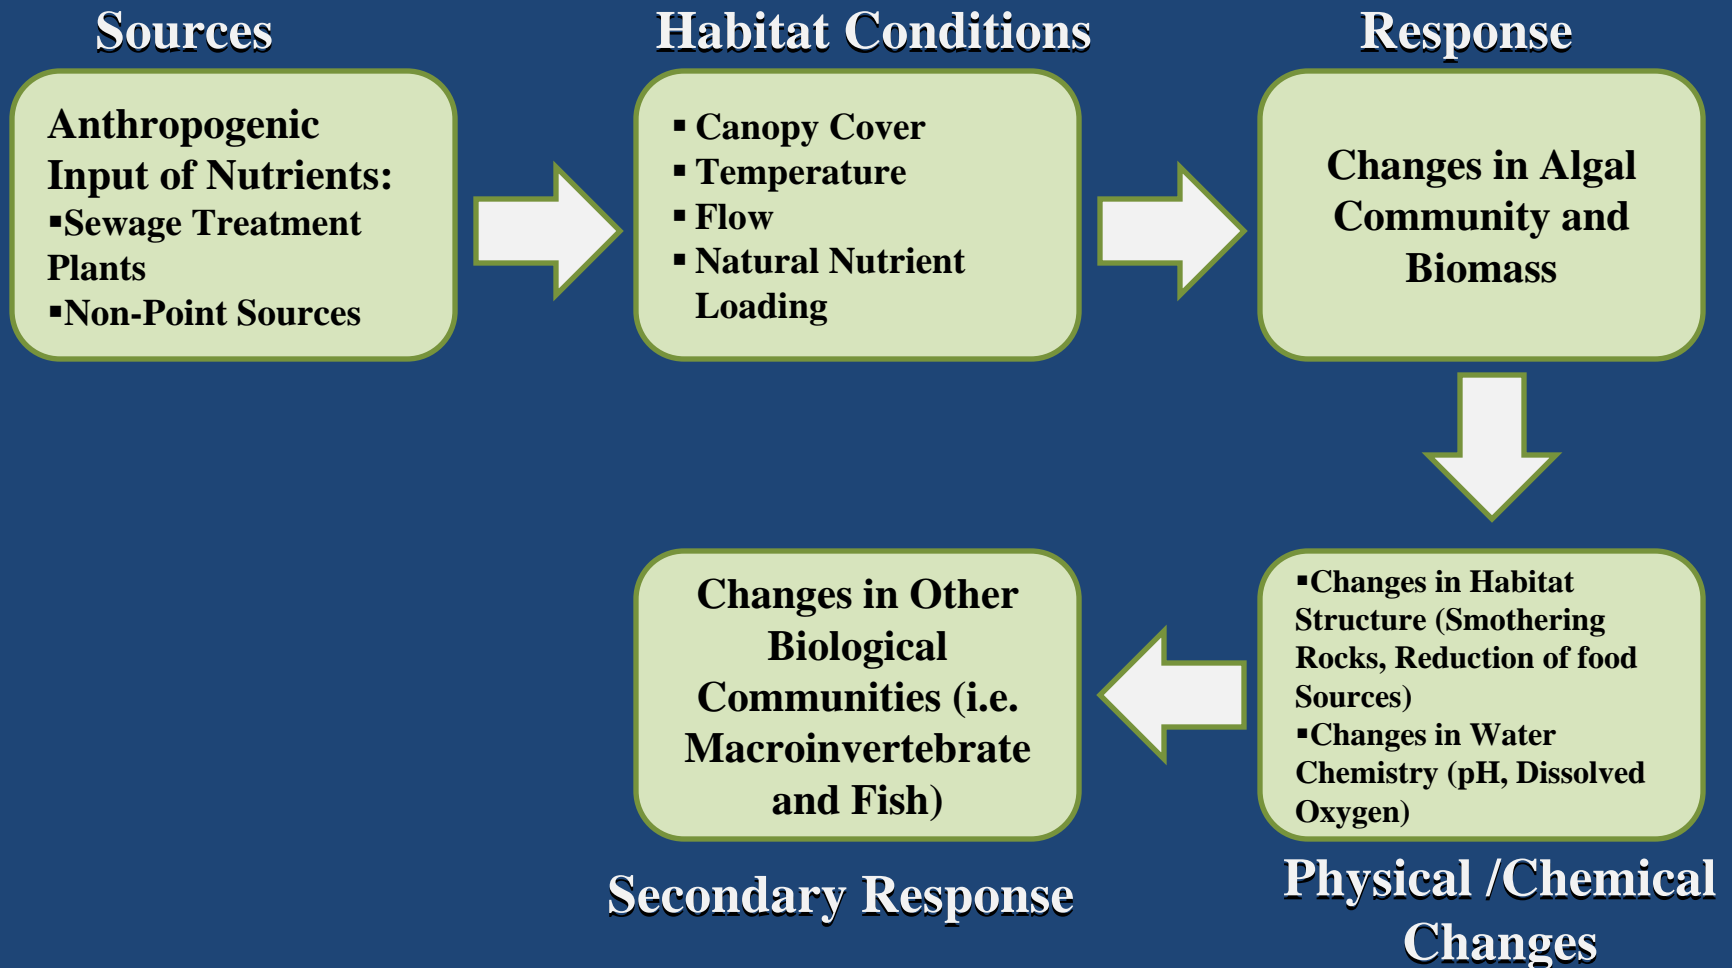 Sources
Anthropogenic
Input of Nutrients:
▪Sewage Treatment
Plants
▪Non-Point Sources
Habitat Conditions
▪ Canopy Cover
▪ Temperature
▪ Flow
▪ Natural Nutrient
Loading
Response
Changes in Algal
Community and
Biomass
▪Changes in Habitat
Structure (Smothering
Rocks, Reduction of food
Sources)
▪Changes in Water
Chemistry (pH, Dissolved
Oxygen)
Physical /Chemical
Changes
Changes in Other
Biological
Communities (i.e.
Macroinvertebrate
and Fish)
Secondary Response